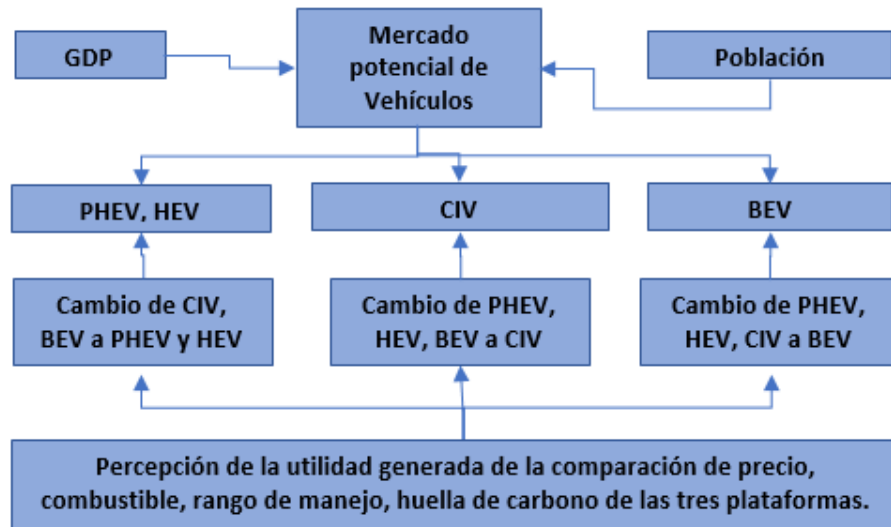 GDP
Mercado
potencial de
Vehículos
Población
PHEV, HEV
CIV
BEV
Cambio de CIV,
BEV a PHEV y HEV
Cambio de PHEV,
HEV, BEV a CIV
Cambio de PHEV,
HEV, CIV a BEV
Percepción de la utilidad generada de la comparación de precio,
combustible, rango de manejo, huella de carbono de las tres plataformas.